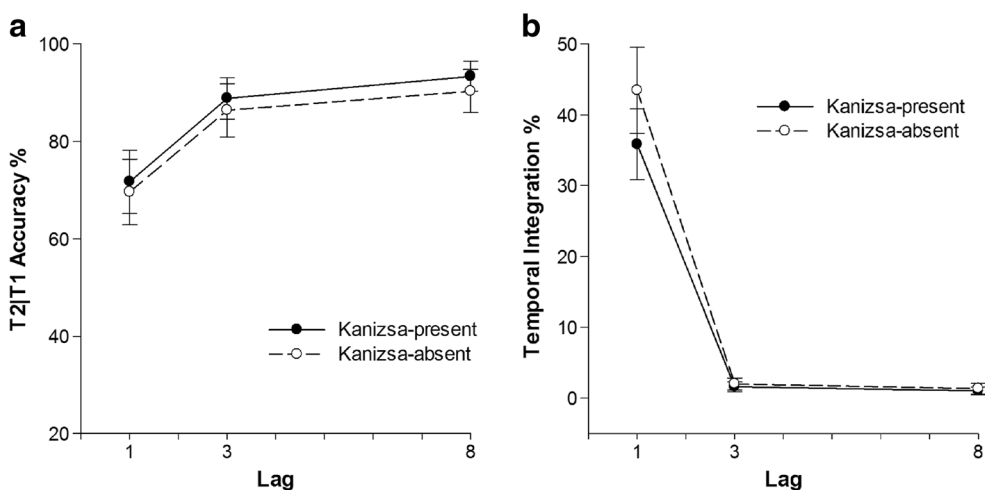 a
100
80
60
40
20
T2|T1 Accuracy %
1
3
8
Lag
Kanizsa-present
Kanizsa-absent
b
50
40
30
20
10
0
Temporal Integration %
1
3
8
Lag
Kanizsa-present
Kanizsa-absent